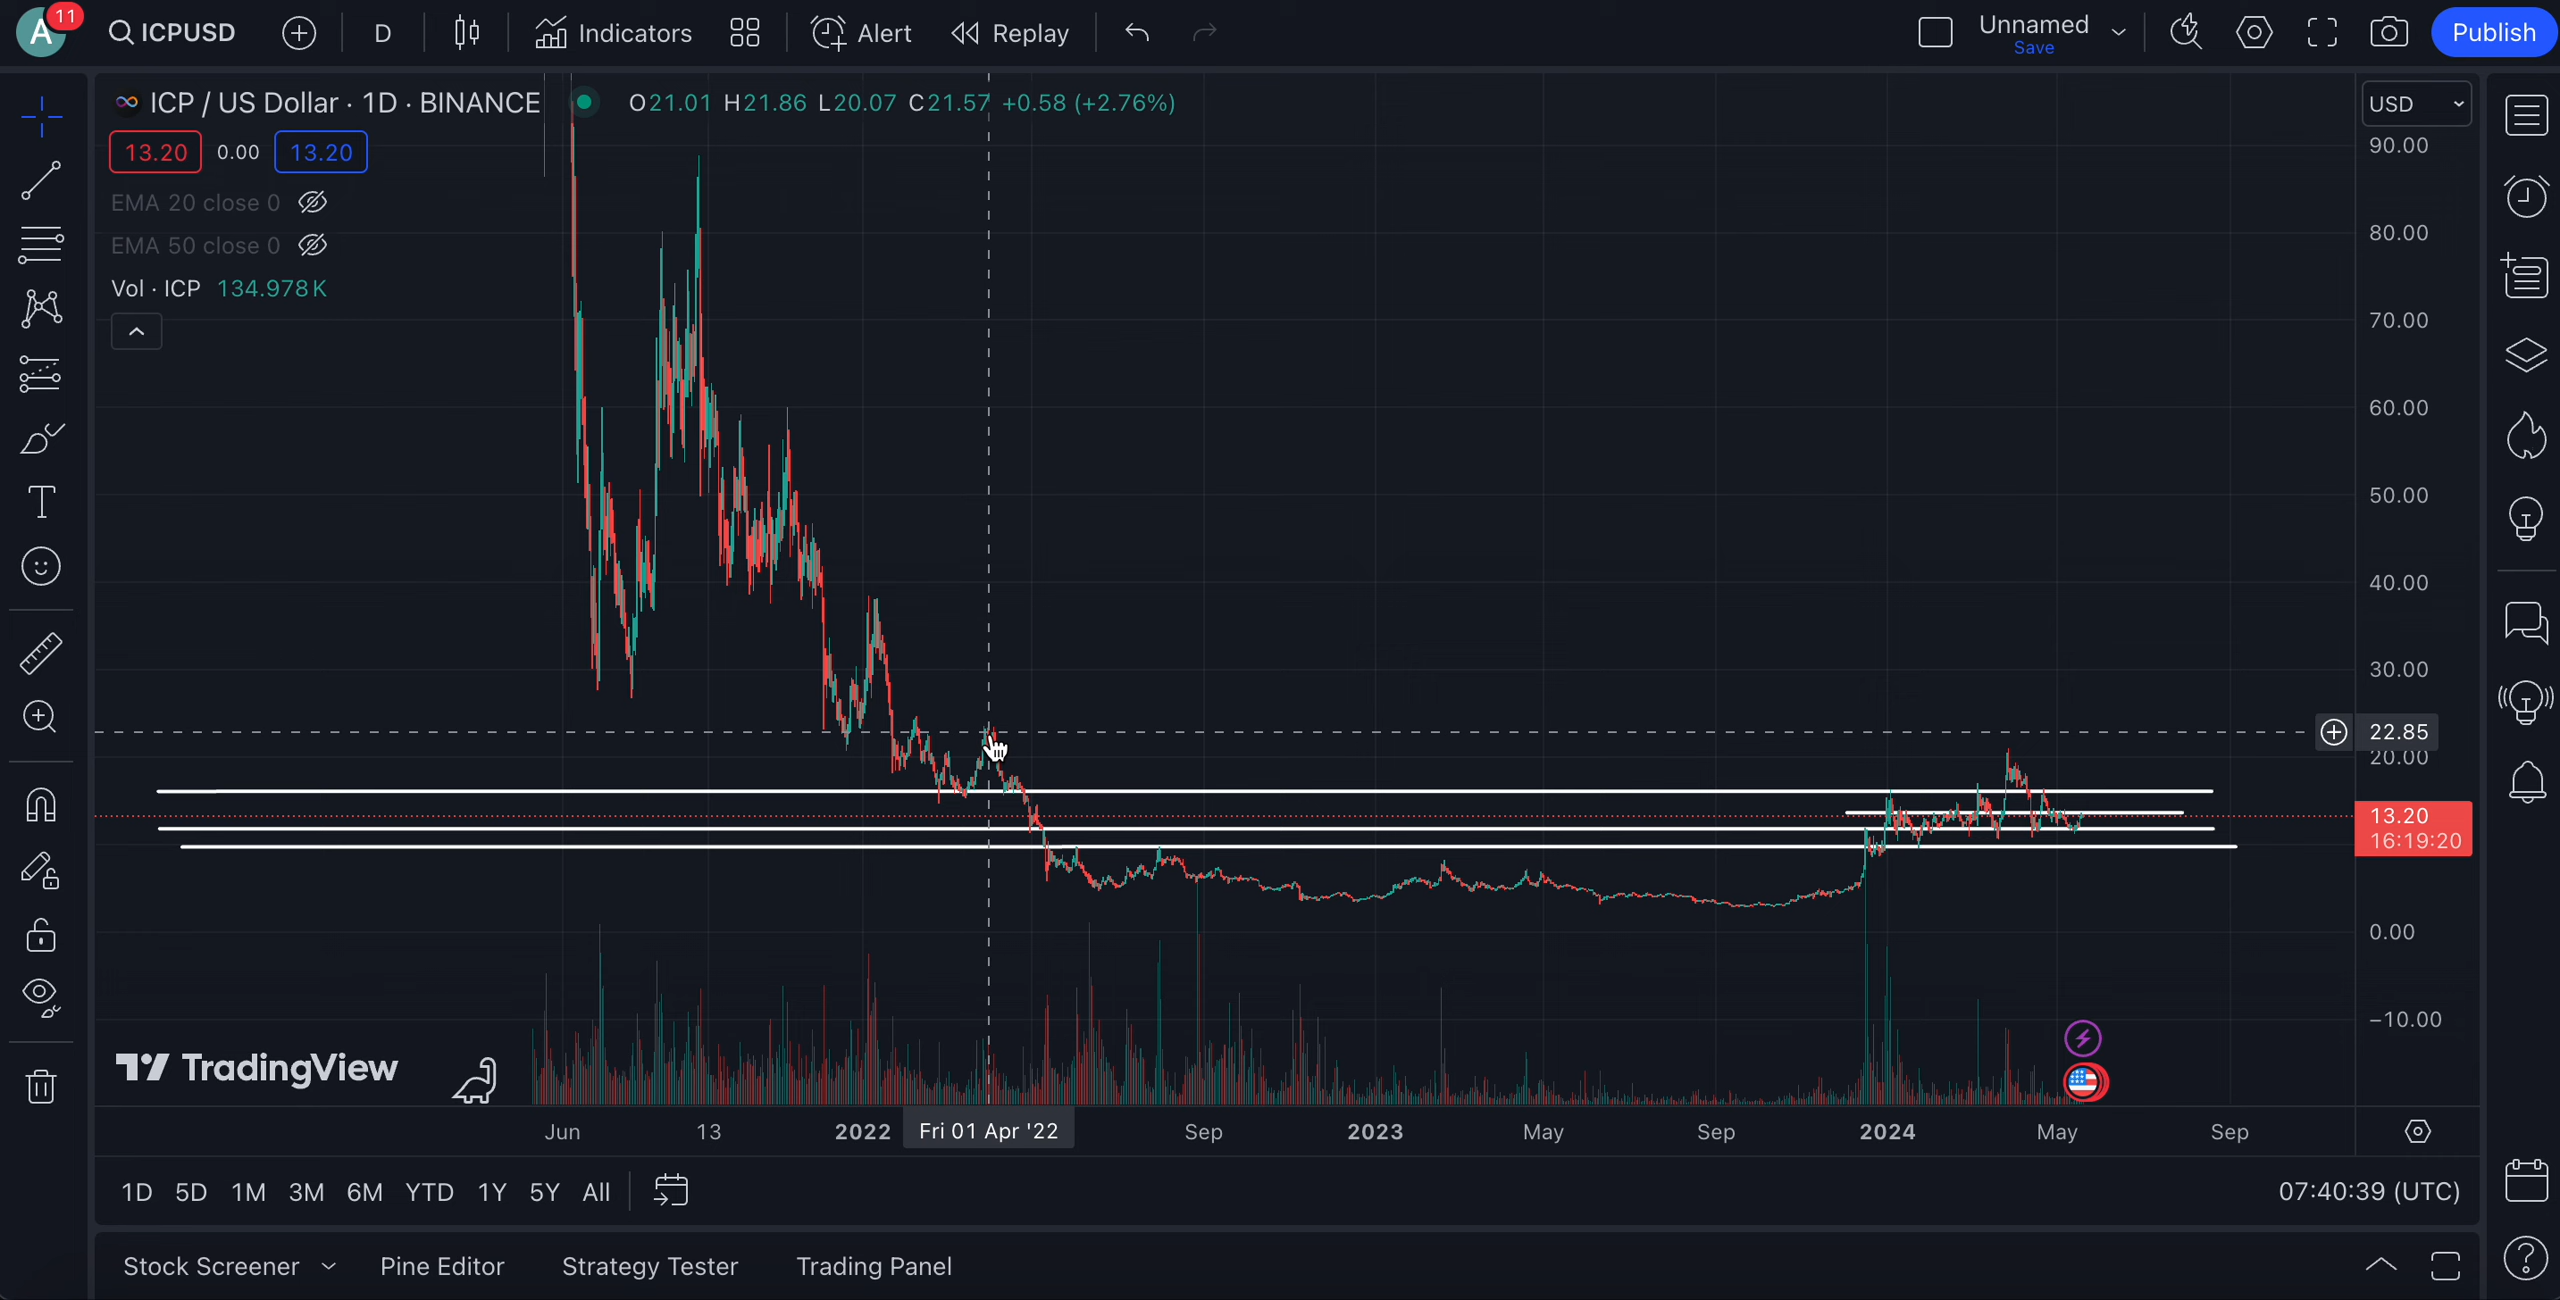 A 11 ICPUSD D Indicators Alert Replay Unnamed Save Publish
ICP / US Dollar · 1D · BINANCE O21.01 H21.86 L20.07 C21.57 +0.58 (+2.76%) USD
13.20 0.00 13.20
EMA 20 close 0
EMA 50 close 0
Vol · ICP 134.978K
90.00
80.00
70.00
60.00
50.00
40.00
30.00
22.85
20.00
13.20
16:19:20
0.00
−10.00
TradingView
Jun 13 2022 Fri 01 Apr '22 Sep 2023 May Sep 2024 May Sep
1D 5D 1M 3M 6M YTD 1Y 5Y All 07:40:39 (UTC)
Stock Screener Pine Editor Strategy Tester Trading Panel